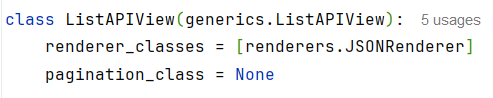 class ListAPIView(generics.ListAPIView): 5 usages
    renderer_classes = [renderers.JSONRenderer]
    pagination_class = None